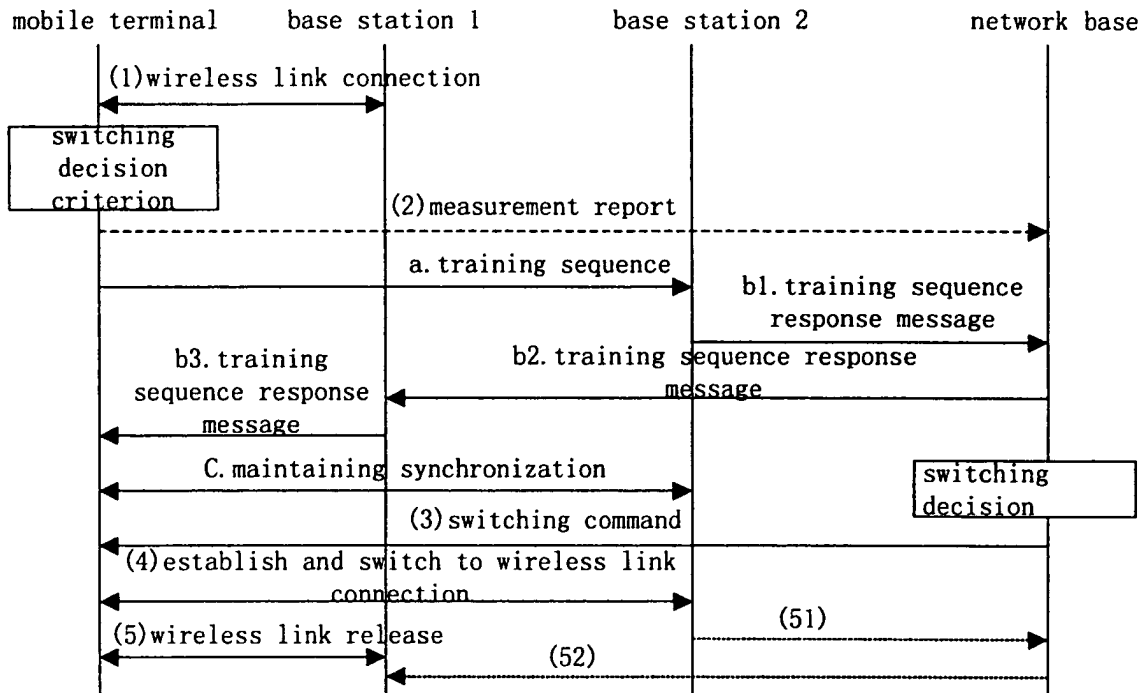 mobile terminal base station 1 base station 2 network base
(1)wireless link connection
switching
decision
criterion
(2)measurement report
a.training sequence
b1.training sequence
response message
b3.training
sequence response
message
b2.training sequence response
message
C.maintaining synchronization
switching
decision
(3)switching command
(4)establish and switch to wireless link
connection
(51)
(5)wireless link release
(52)